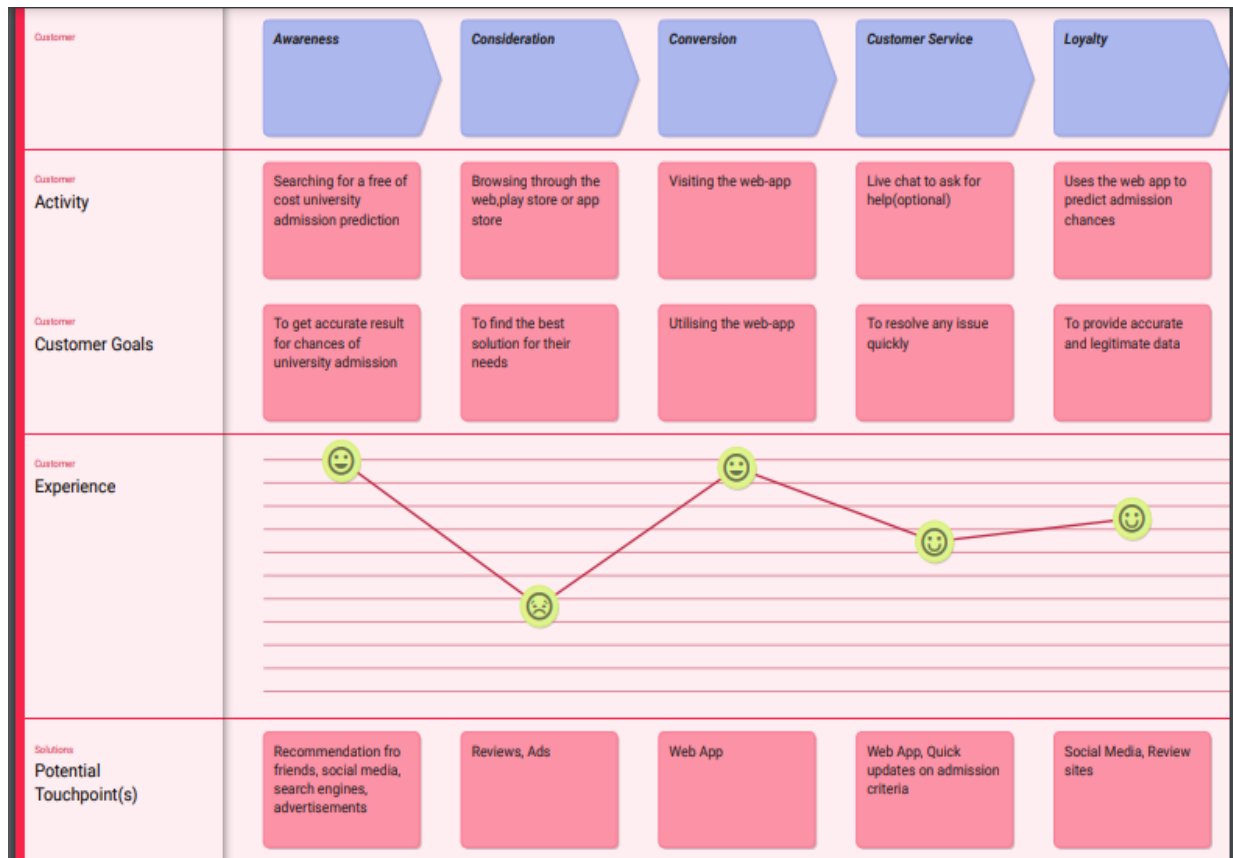 Customer
Awareness
Consideration
Conversion
Customer Service
Loyalty
Customer
Activity
Searching for a free of
cost university
admission prediction
Browsing through the
web,play store or app
store
Visiting the web-app
Live chat to ask for
help(optional)
Uses the web app to
predict admission
chances
Customer
Customer Goals
To get accurate result
for chances of
university admission
To find the best
solution for their
needs
Utilising the web-app
To resolve any issue
quickly
To provide accurate
and legitimate data
Customer
Experience
Solutions
Potential
Touchpoint(s)
Recommendation fro
friends, social media,
search engines,
advertisements
Reviews, Ads
Web App
Web App, Quick
updates on admission
criteria
Social Media, Review
sites